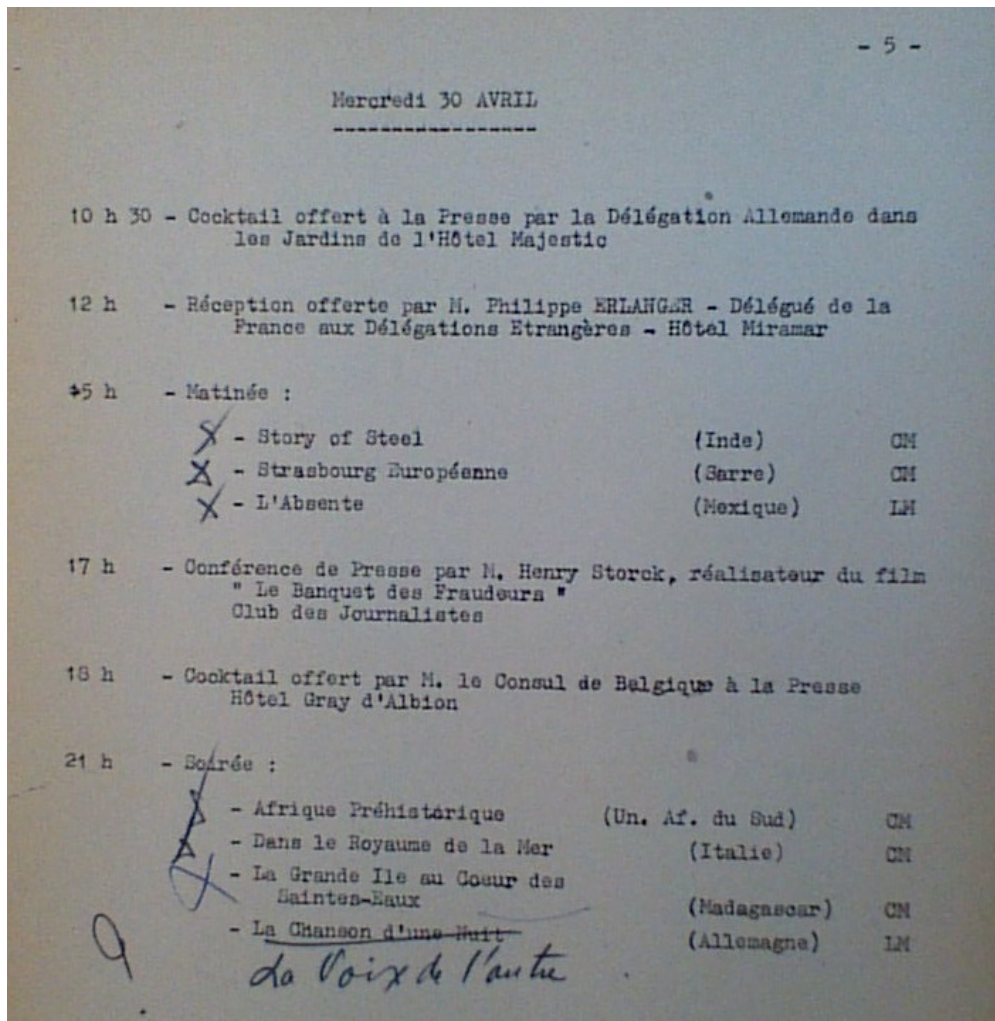 - 5 -
Mercredi 30 AVRIL
-----------------
10 h 30 - Cocktail offert à la Presse par la Délégation Allemande dans
les Jardins de l'Hôtel Majestic
12 h - Réception offerte par M. Philippe ERLANGER - Délégué de la
France aux Délégations Etrangères - Hôtel Miramar
15 h - Matinée :
- Story of Steel (Inde) CM
- Strasbourg Européenne (Sarre) CM
- L'Absente (Mexique) LM
17 h - Conférence de Presse par M. Henry Storck, réalisateur du film
" Le Banquet des Fraudeurs "
Club des Journalistes
18 h - Cocktail offert par M. le Consul de Belgique à la Presse
Hôtel Gray d'Albion
21 h - Soirée :
- Afrique Préhistorique (Un. Af. du Sud) CM
- Dans le Royaume de la Mer (Italie) CM
- La Grande Ile au Coeur des
Saintes-Eaux (Madagascar) CM
- La Chanson d'une Nuit (Allemagne) LM
La Voix de l'autre